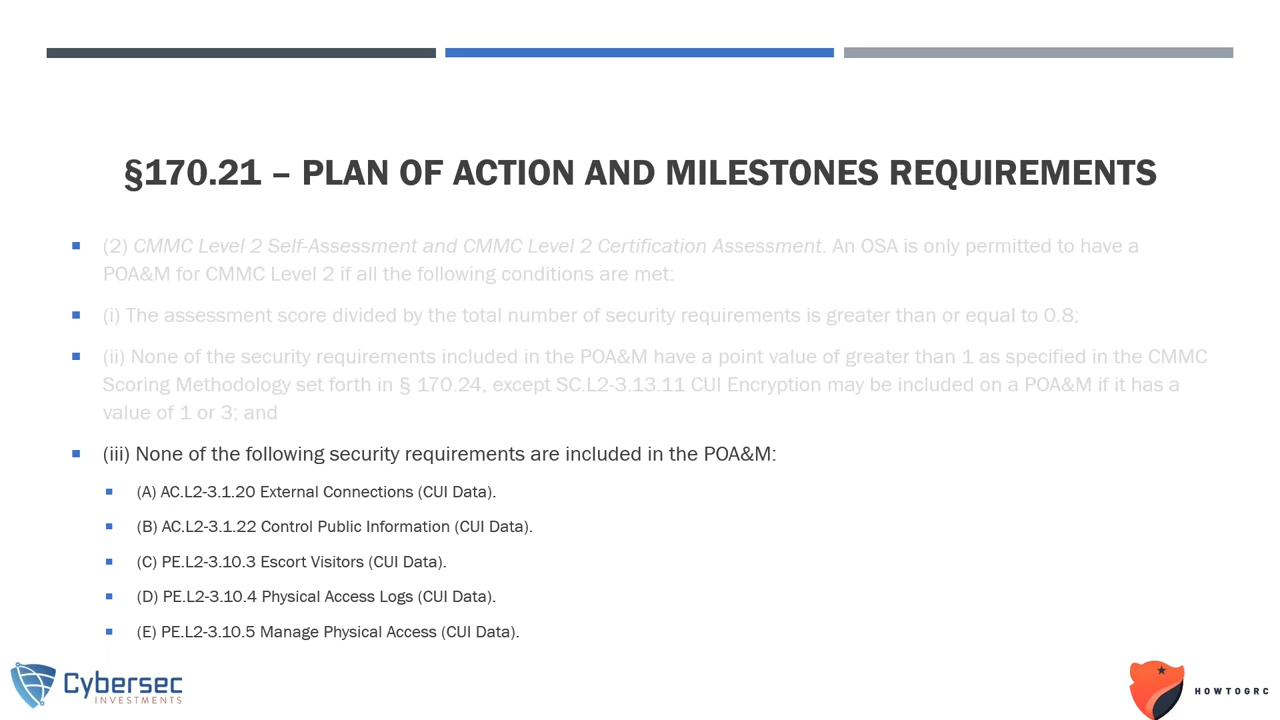 §170.21 – PLAN OF ACTION AND MILESTONES REQUIREMENTS
(2) CMMC Level 2 Self-Assessment and CMMC Level 2 Certification Assessment. An OSA is only permitted to have a
POA&M for CMMC Level 2 if all the following conditions are met:
(i) The assessment score divided by the total number of security requirements is greater than or equal to 0.8;
(ii) None of the security requirements included in the POA&M have a point value of greater than 1 as specified in the CMMC
Scoring Methodology set forth in § 170.24, except SC.L2-3.13.11 CUI Encryption may be included on a POA&M if it has a
value of 1 or 3; and
(iii) None of the following security requirements are included in the POA&M:
(A) AC.L2-3.1.20 External Connections (CUI Data).
(B) AC.L2-3.1.22 Control Public Information (CUI Data).
(C) PE.L2-3.10.3 Escort Visitors (CUI Data).
(D) PE.L2-3.10.4 Physical Access Logs (CUI Data).
(E) PE.L2-3.10.5 Manage Physical Access (CUI Data).
Cybersec
INVESTMENTS
HOWTOGRC